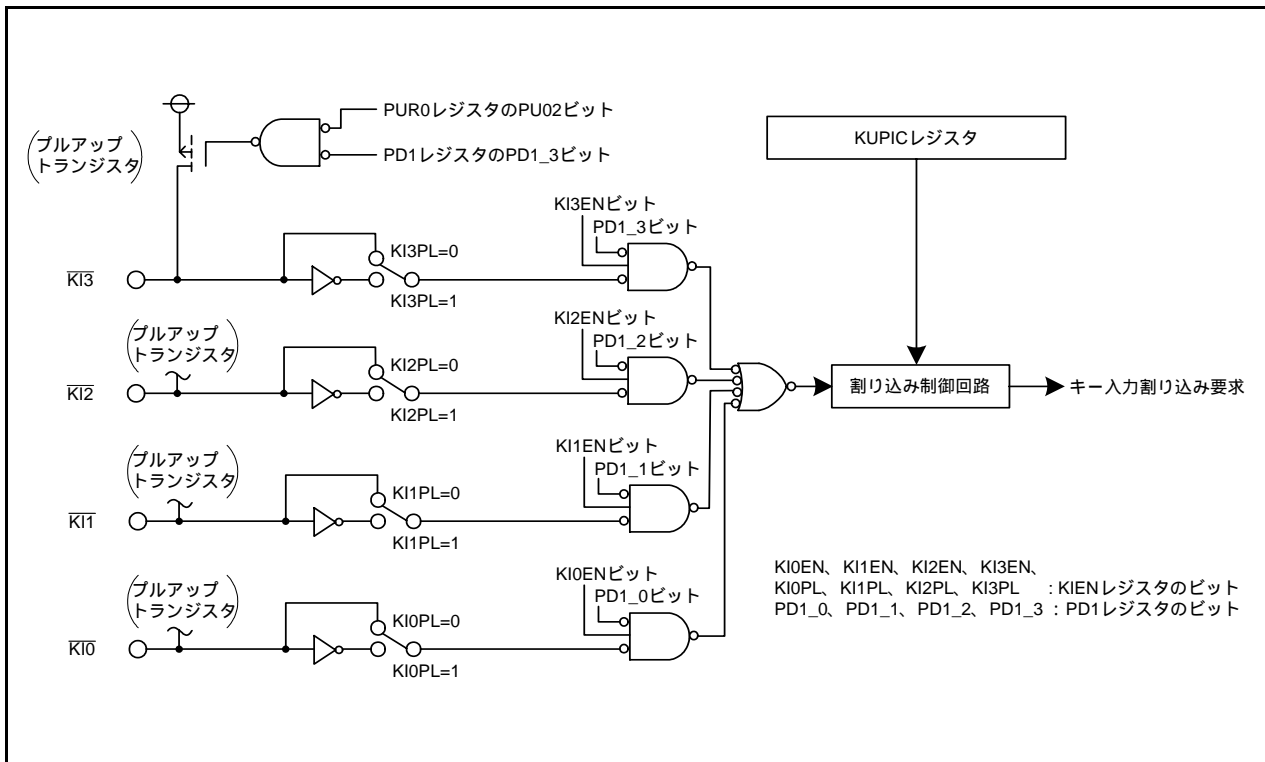 PUR0レジスタのPU02ビット
プルアップ
トランジスタ
PD1レジスタのPD1_3ビット
KUPICレジスタ
KI3ENビット
PD1_3ビット
KI3PL=0
KI3
KI3PL=1
プルアップ
トランジスタ
KI2ENビット
PD1_2ビット
KI2PL=0
KI2
KI2PL=1
割り込み制御回路
キー入力割り込み要求
プルアップ
トランジスタ
KI1ENビット
PD1_1ビット
KI1PL=0
KI1
KI1PL=1
プルアップ
トランジスタ
KI0ENビット
PD1_0ビット
KI0PL=0
KI0
KI0PL=1
KI0EN、KI1EN、KI2EN、KI3EN、
KI0PL、KI1PL、KI2PL、KI3PL : KIENレジスタのビット
PD1_0、PD1_1、PD1_2、PD1_3 : PD1レジスタのビット